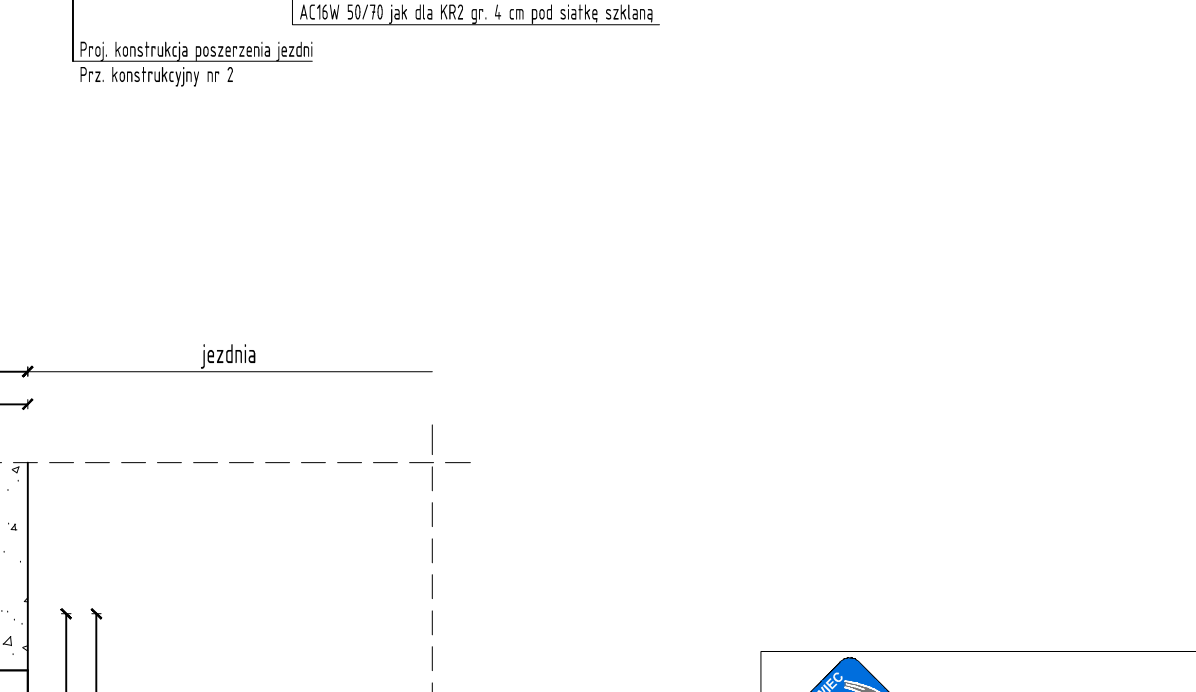 AC16W 50/70 jak dla KR2 gr. 4 cm pod siatkę szklaną
Proj. konstrukcja poszerzenia jezdni
Prz. konstrukcyjny nr 2
jezdnia